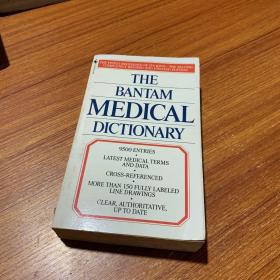 THE
BANTAM
MEDICAL
DICTIONARY
9500 ENTRIES
•
LATEST MEDICAL TERMS
AND DATA
•
CROSS-REFERENCED
•
MORE THAN 150 FULLY LABELED
LINE DRAWINGS
•
CLEAR, AUTHORITATIVE,
UP TO DATE